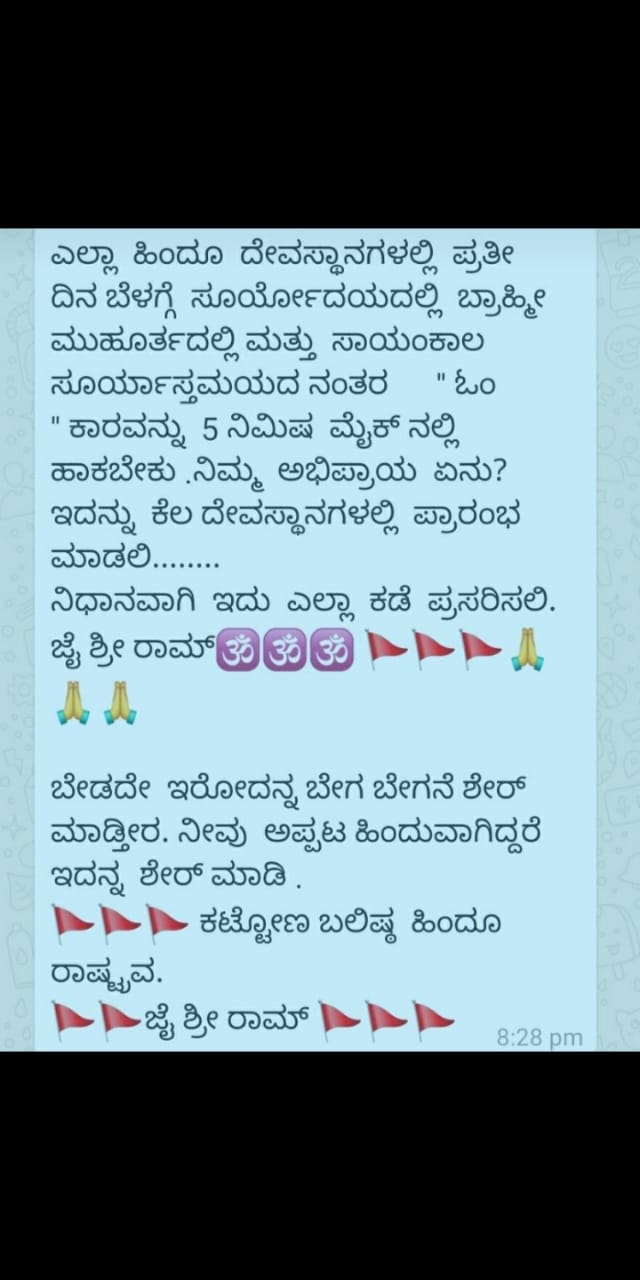 ಎಲ್ಲಾ ಹಿಂದೂ ದೇವಸ್ಥಾನಗಳಲ್ಲಿ ಪ್ರತೀ
ದಿನ ಬೆಳಗ್ಗೆ ಸೂರ್ಯೋದಯದಲ್ಲಿ ಬ್ರಾಹ್ಮೀ
ಮುಹೂರ್ತದಲ್ಲಿ ಮತ್ತು ಸಾಯಂಕಾಲ
ಸೂರ್ಯಾಸ್ತಮಯದ ನಂತರ " ಓಂ
" ಕಾರವನ್ನು 5 ನಿಮಿಷ ಮೈಕ್ ನಲ್ಲಿ
ಹಾಕಬೇಕು .ನಿಮ್ಮ ಅಭಿಪ್ರಾಯ ಏನು?
ಇದನ್ನು ಕೆಲ ದೇವಸ್ಥಾನಗಳಲ್ಲಿ ಪ್ರಾರಂಭ
ಮಾಡಲಿ........
ನಿಧಾನವಾಗಿ ಇದು ಎಲ್ಲಾ ಕಡೆ ಪ್ರಸರಿಸಲಿ.
ಜೈ ಶ್ರೀ ರಾಮ್🕉🕉🕉 🚩🚩🚩🙏
🙏🙏
ಬೇಡದೇ ಇರೋದನ್ನ ಬೇಗ ಬೇಗನೆ ಶೇರ್
ಮಾಡ್ತೀರ. ನೀವು ಅಪ್ಪಟ ಹಿಂದುವಾಗಿದ್ದರೆ
ಇದನ್ನ ಶೇರ್ ಮಾಡಿ .
🚩🚩🚩 ಕಟ್ಟೋಣ ಬಲಿಷ್ಠ ಹಿಂದೂ
ರಾಷ್ಟ್ರವ.
🚩🚩ಜೈ ಶ್ರೀ ರಾಮ್ 🚩🚩🚩
8:28 pm